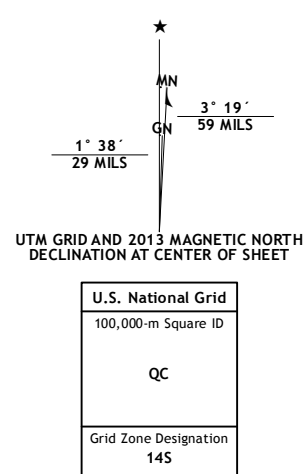 ★
MN
3° 19´
59 MILS
GN
1° 38´
29 MILS
UTM GRID AND 2013 MAGNETIC NORTH
DECLINATION AT CENTER OF SHEET
U.S. National Grid
100,000-m Square ID
QC
Grid Zone Designation
14S